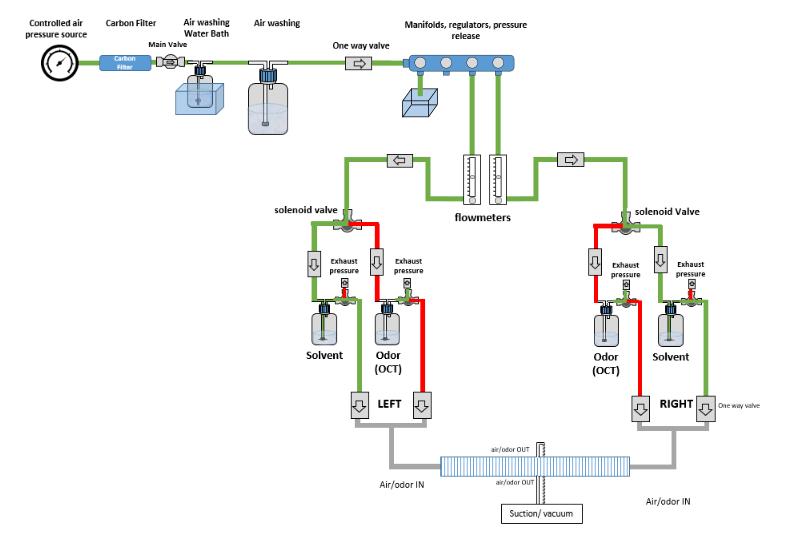 Controlled air
pressure source
Carbon Filter
Air washing
Water Bath
Air washing
Main Valve
Carbon
Filter
One way valve
Manifolds, regulators, pressure
release
flowmeters
solenoid valve
Exhaust
pressure
Exhaust
pressure
Solvent
Odor
(OCT)
LEFT
solenoid Valve
Exhaust
pressure
Exhaust
pressure
Odor
(OCT)
Solvent
RIGHT
One way valve
air/odor OUT
air/odor OUT
Air/odor IN
Air/odor IN
Suction/ vacuum